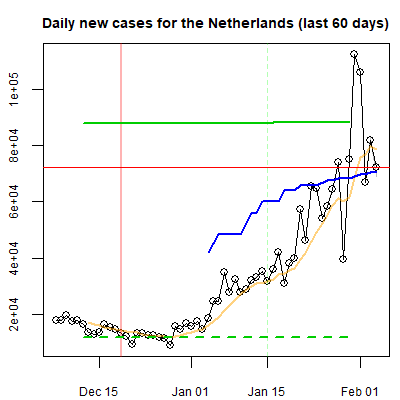 Daily new cases for the Netherlands (last 60 days)
1e+05
8e+04
6e+04
4e+04
2e+04
Dec 15
Jan 01
Jan 15
Feb 01